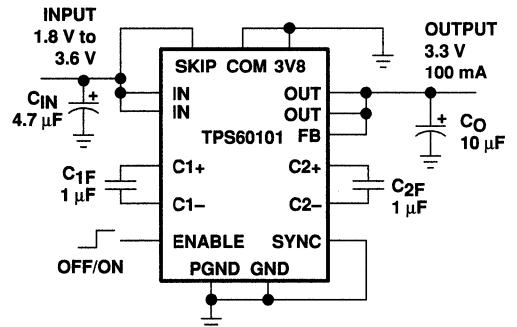 INPUT
1.8 V to
3.6 V
OUTPUT
3.3 V
100 mA
SKIP COM 3V8
IN
IN
OUT
OUT
TPS60101
FB
CIN
4.7 µF
CO
10 µF
C1F
1 µF
C1+
C1–
C2+
C2–
C2F
1 µF
OFF/ON
ENABLE
SYNC
PGND GND